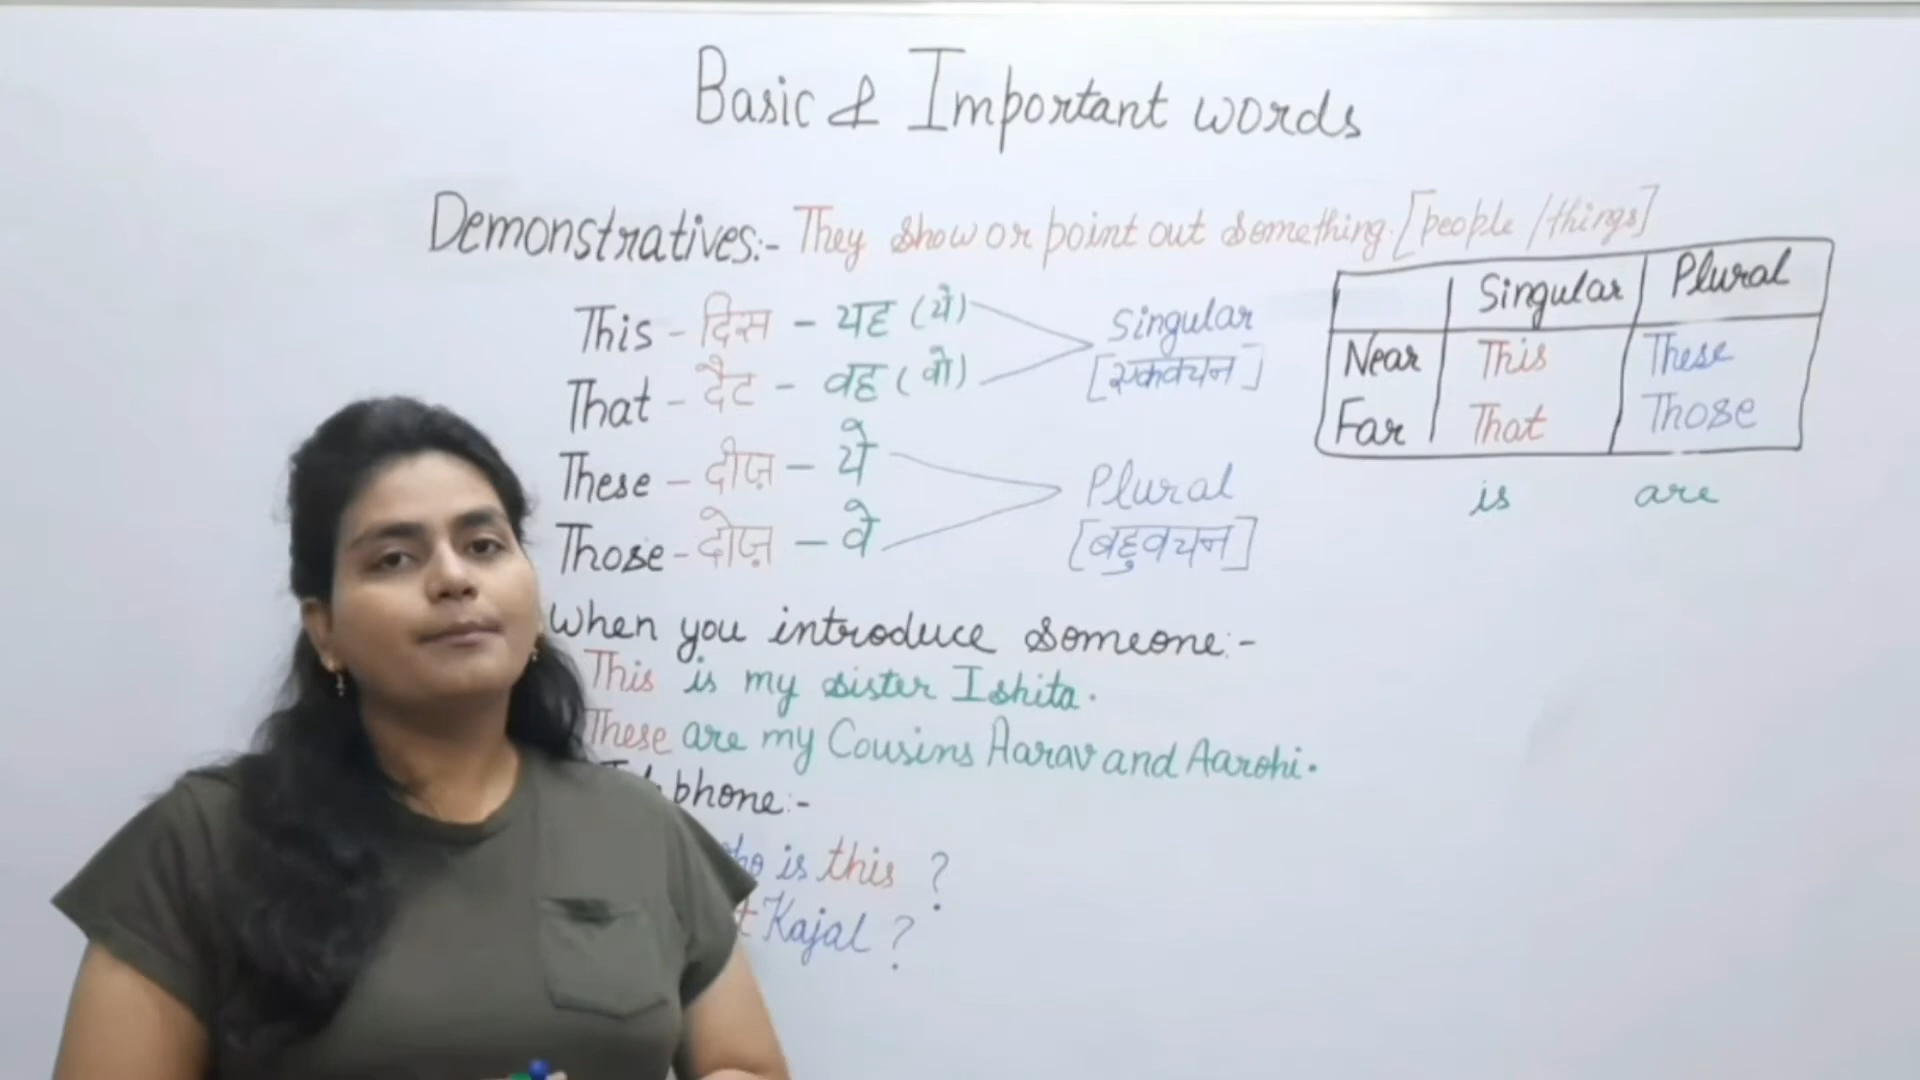 Basic & Important words
Demonstratives:- They show or point out something. [people/things]
This - दिस - यह (ये)
That - दैट - वह (वो)
Singular
[एकवचन]
These - दीज़ - ये
Those - दोज़ - वे
Plural
[बहुवचन]
Singular Plural
Near This These
Far That Those
is are
When you introduce someone:-
This is my sister Ishita.
These are my Cousins Aarav and Aarohi.
phone:-
is this ?
Kajal ?